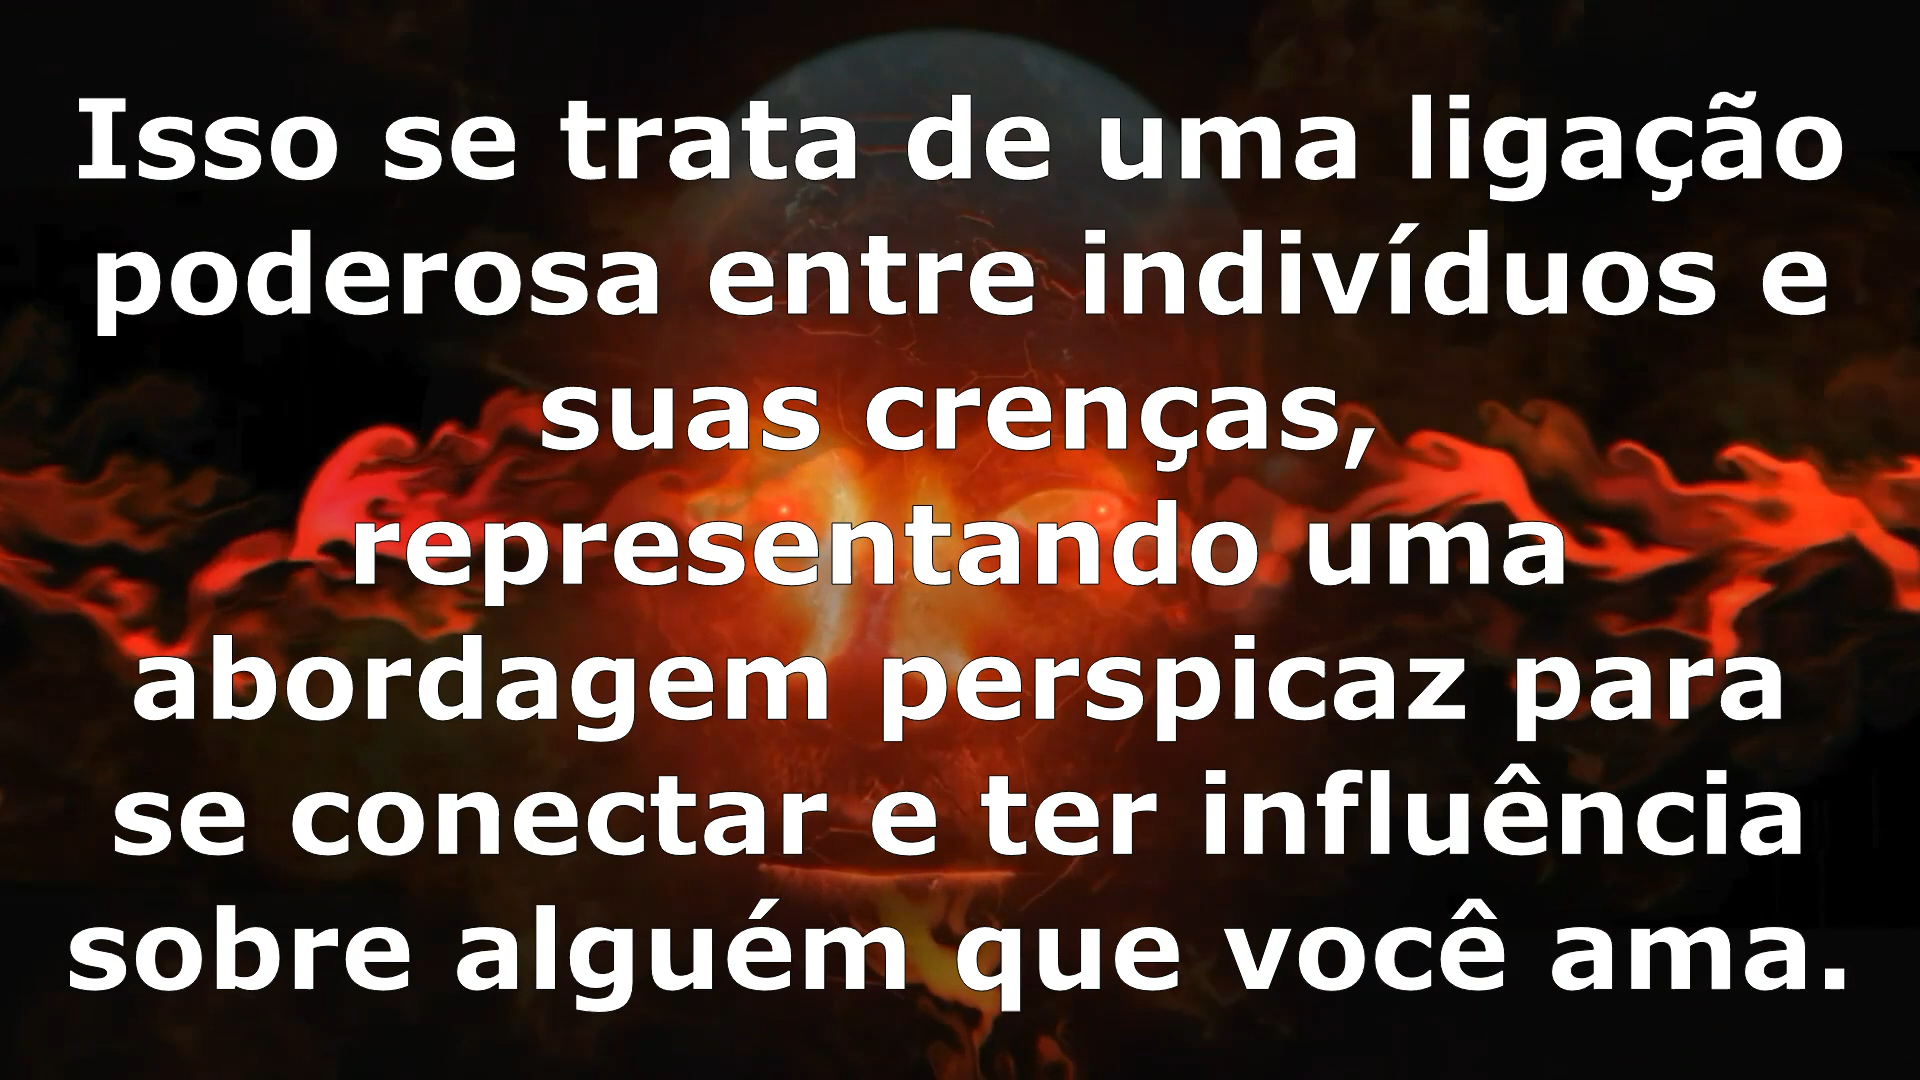 Isso se trata de uma ligação
poderosa entre indivíduos e
suas crenças,
representando uma
abordagem perspicaz para
se conectar e ter influência
sobre alguém que você ama.